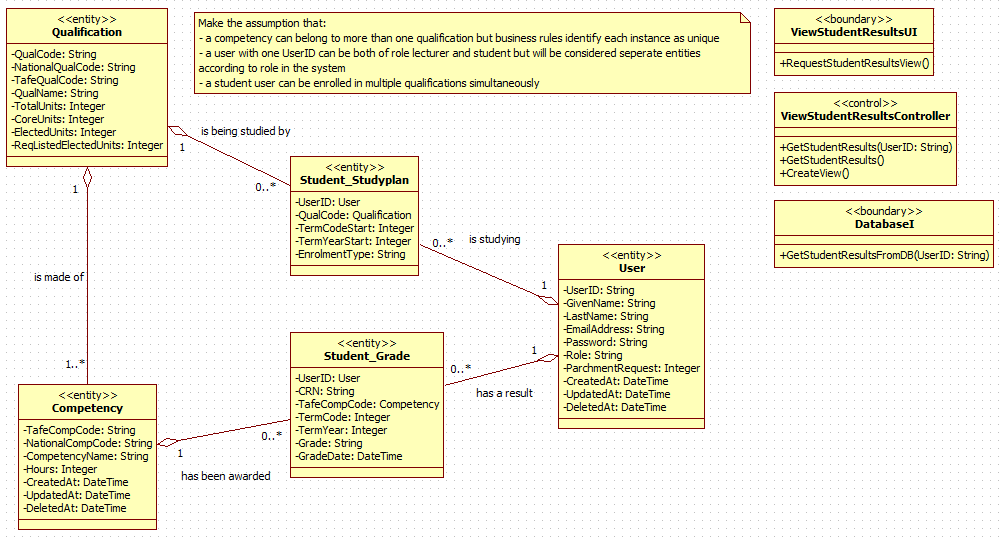 <<entity>>
Qualification
-QualCode: String
-NationalQualCode: String
-TafeQualCode: String
-QualName: String
-TotalUnits: Integer
-CoreUnits: Integer
-ElectedUnits: Integer
-ReqListedElectedUnits: Integer
Make the assumption that:
- a competency can belong to more than one qualification but business rules identify each instance as unique
- a user with one UserID can be both of role lecturer and student but will be considered seperate entities
according to role in the system
- a student user can be enrolled in multiple qualifications simultaneously
<<boundary>>
ViewStudentResultsUI
+RequestStudentResultsView()
<<control>>
ViewStudentResultsController
+GetStudentResults(UserID: String)
+GetStudentResults()
+CreateView()
<<boundary>>
DatabaseI
+GetStudentResultsFromDB(UserID: String)
is being studied by
1
0..*
<<entity>>
Student_Studyplan
-UserID: User
-QualCode: Qualification
-TermCodeStart: Integer
-TermYearStart: Integer
-EnrolmentType: String
0..*
is studying
1
<<entity>>
User
-UserID: String
-GivenName: String
-LastName: String
-EmailAddress: String
-Password: String
-Role: String
-ParchmentRequest: Integer
-CreatedAt: DateTime
-UpdatedAt: DateTime
-DeletedAt: DateTime
1
is made of
1..*
<<entity>>
Student_Grade
-UserID: User
-CRN: String
-TafeCompCode: Competency
-TermCode: Integer
-TermYear: Integer
-Grade: String
-GradeDate: DateTime
1
0..*
has a result
<<entity>>
Competency
-TafeCompCode: String
-NationalCompCode: String
-CompetencyName: String
-Hours: Integer
-CreatedAt: DateTime
-UpdatedAt: DateTime
-DeletedAt: DateTime
0..*
1
has been awarded